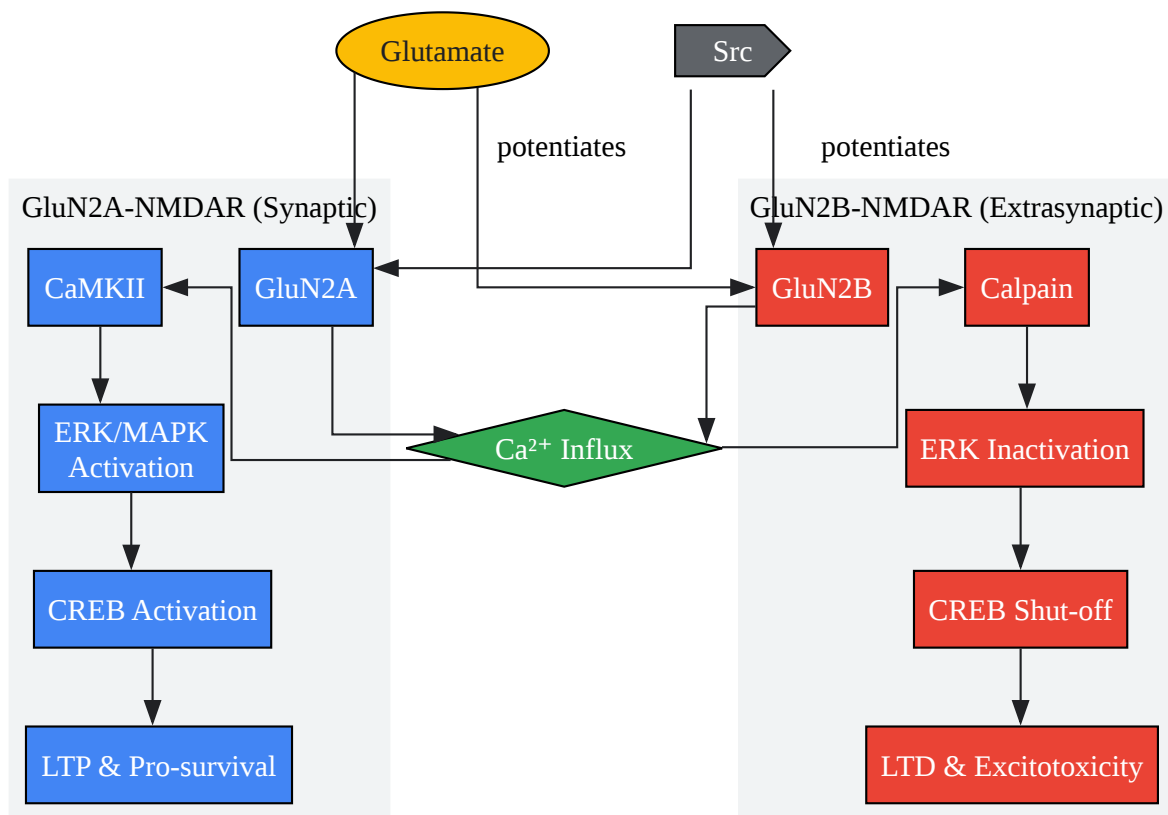 Glutamate
Src
potentiates
potentiates
GluN2A-NMDAR (Synaptic)
GluN2B-NMDAR (Extrasynaptic)
CaMKII
GluN2A
GluN2B
Calpain
ERK/MAPK
Activation
Ca²⁺ Influx
ERK Inactivation
CREB Activation
CREB Shut-off
LTP & Pro-survival
LTD & Excitotoxicity